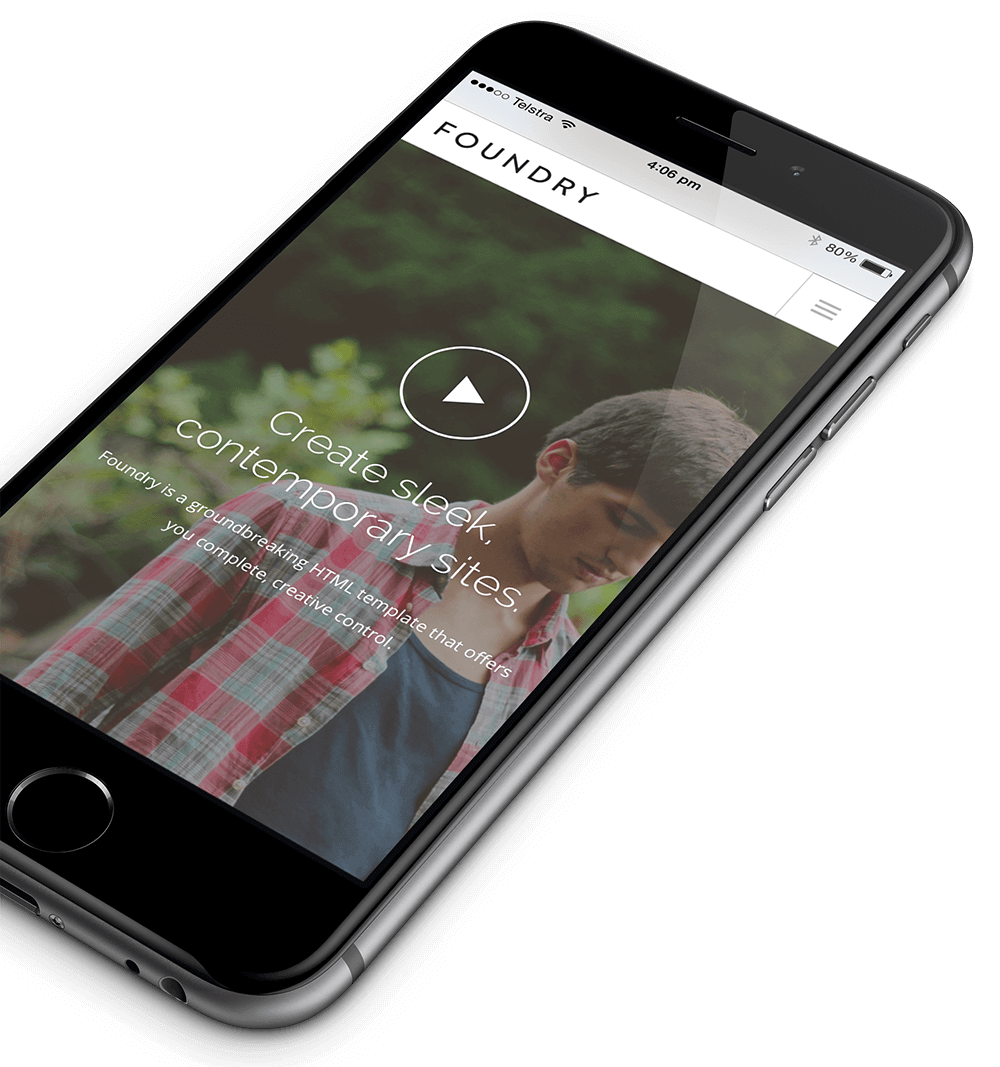 Telstra
4:06 pm
80%
FOUNDRY
Create sleek,
contemporary sites.
Foundry is a groundbreaking HTML template that offers
you complete, creative control.